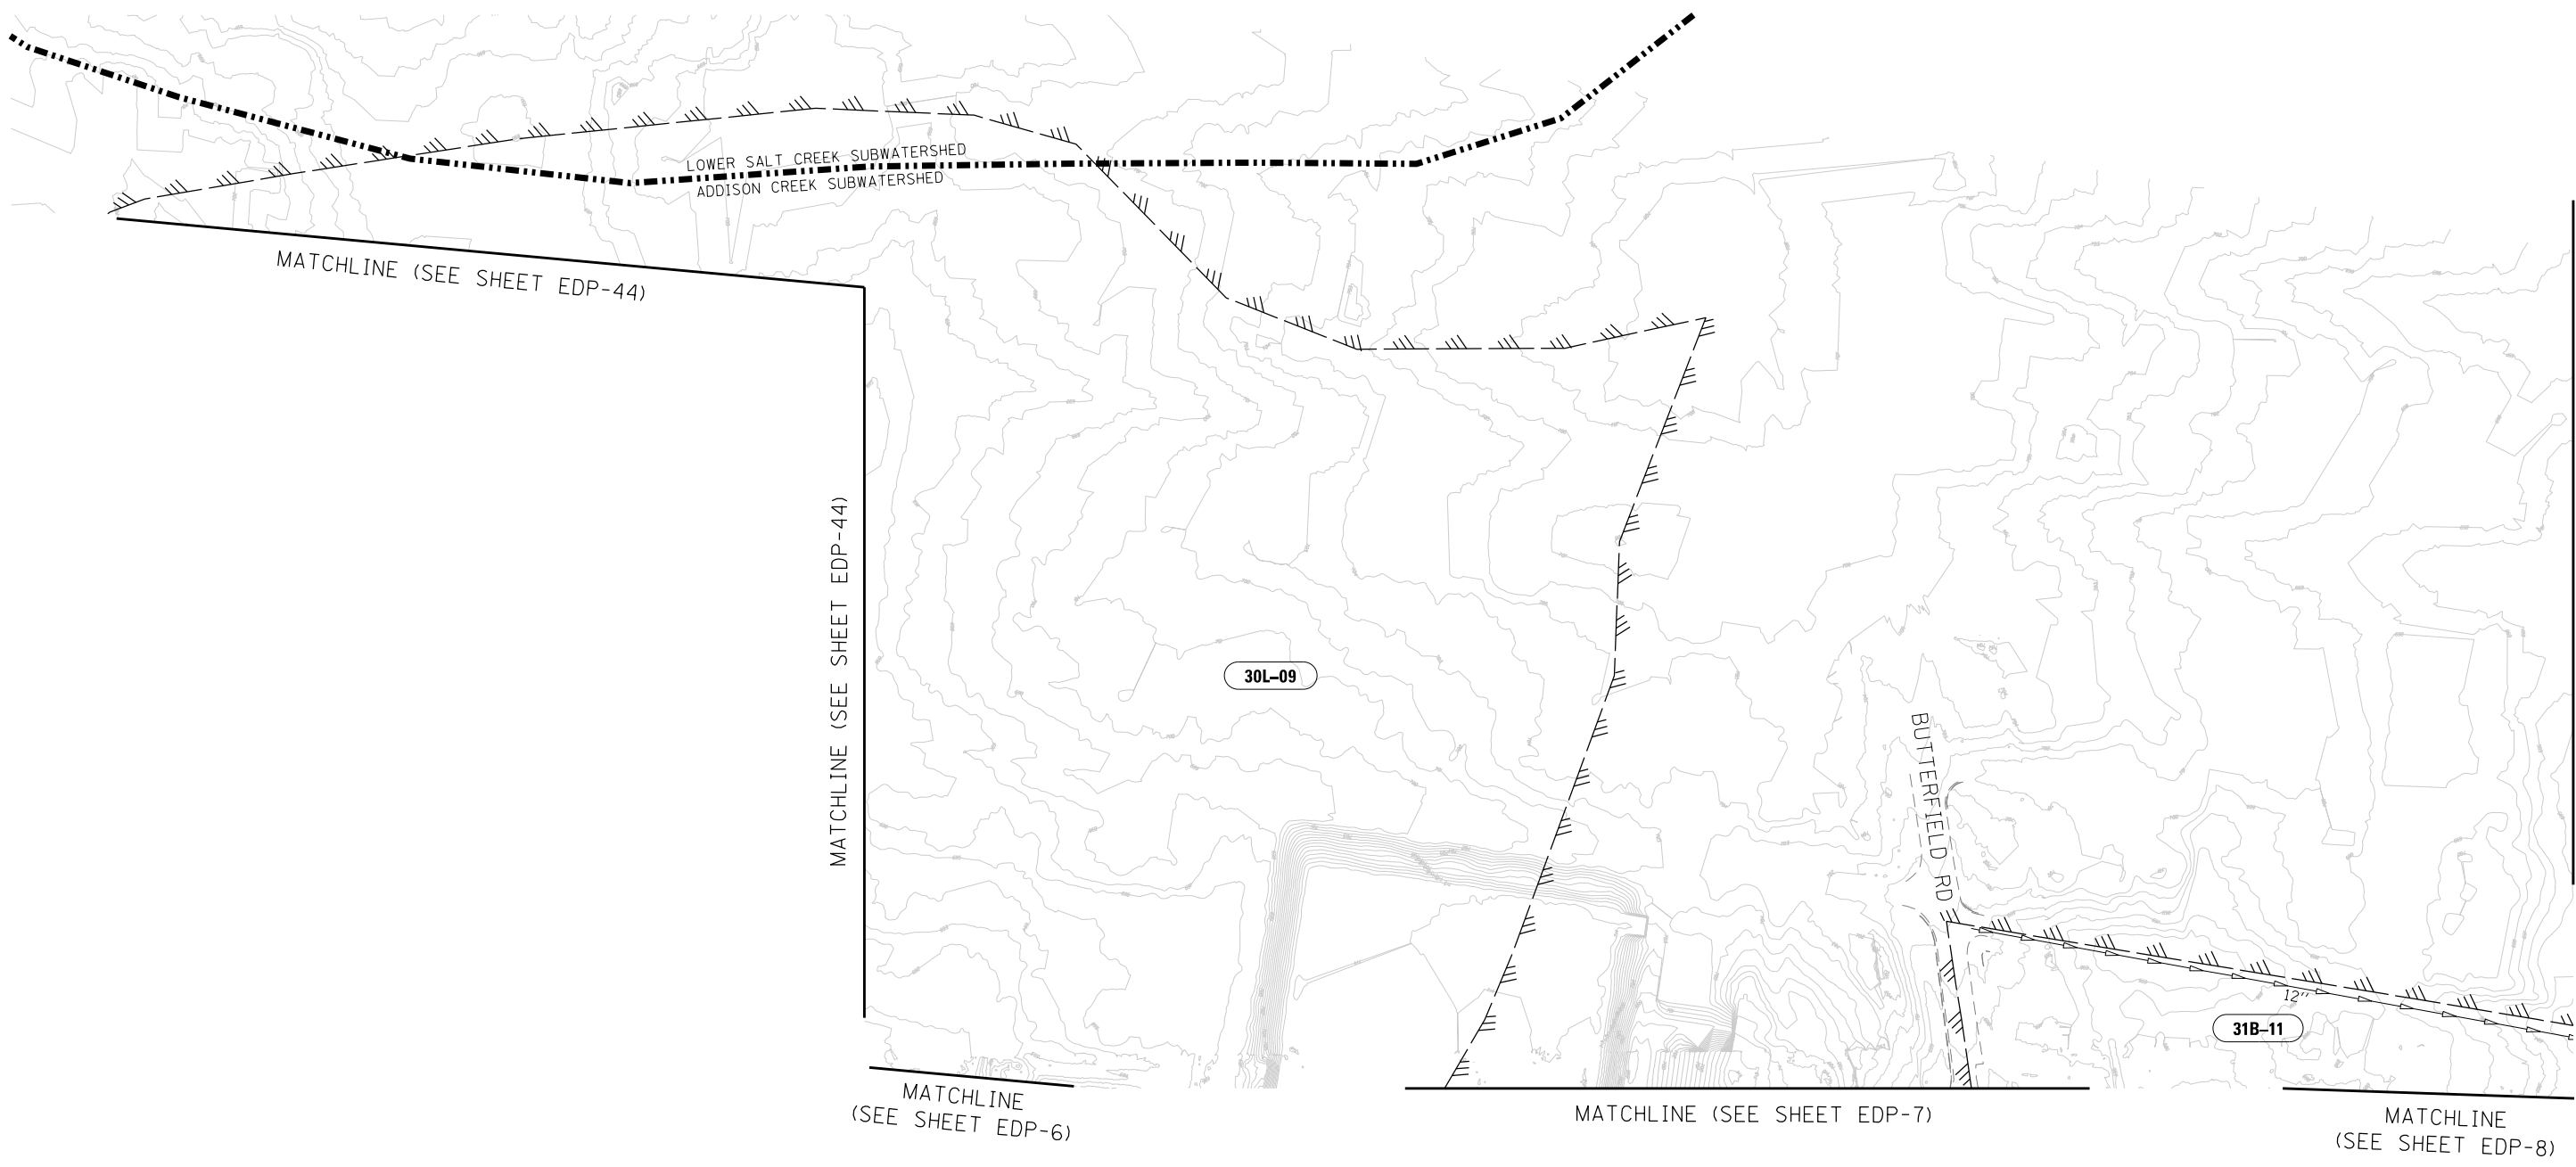 LOWER SALT CREEK SUBWATERSHED
ADDISON CREEK SUBWATERSHED
MATCHLINE (SEE SHEET EDP-44)
MATCHLINE (SEE SHEET EDP-44)
30L-09
BUTTERFIELD RD
12''
31B-11
MATCHLINE
(SEE SHEET EDP-6)
MATCHLINE (SEE SHEET EDP-7)
MATCHLINE
(SEE SHEET EDP-8)